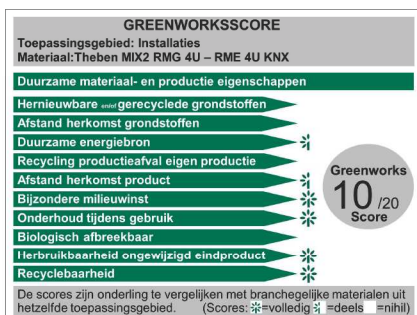 GREENWORKSSCORE
Toepassingsgebied: Installaties
Materiaal:Theben MIX2 RMG 4U – RME 4U KNX
Duurzame materiaal- en productie eigenschappen
Hernieuwbare en/of gerecyclede grondstoffen
Afstand herkomst grondstoffen
Duurzame energiebron
Recycling productieafval eigen productie
Afstand herkomst product
Bijzondere milieuwinst
Onderhoud tijdens gebruik
Biologisch afbreekbaar
Herbruikbaarheid ongewijzigd eindproduct
Recyclebaarheid
Greenworks
10 /20
Score
De scores zijn onderling te vergelijken met branchegelijke materialen uit
hetzelfde toepassingsgebied. (Scores: =volledig =deels =nihil)